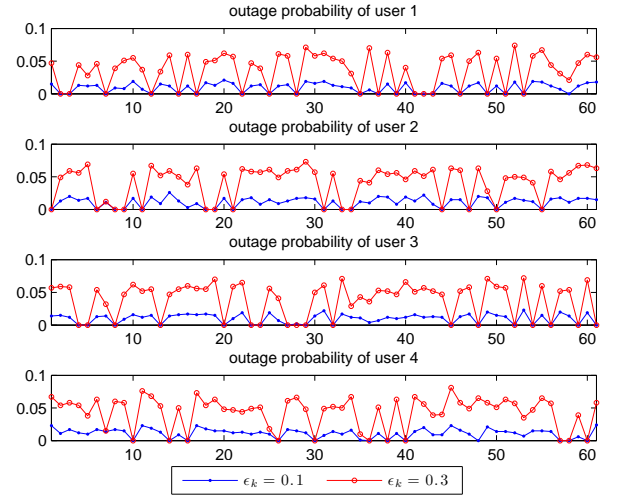 outage probability of user 1
0.1
0.05
0
10 20 30 40 50 60
outage probability of user 2
0.1
0.05
0
10 20 30 40 50 60
outage probability of user 3
0.1
0.05
0
10 20 30 40 50 60
outage probability of user 4
0.1
0.05
0
10 20 30 40 50 60
ϵₖ = 0.1 ϵₖ = 0.3